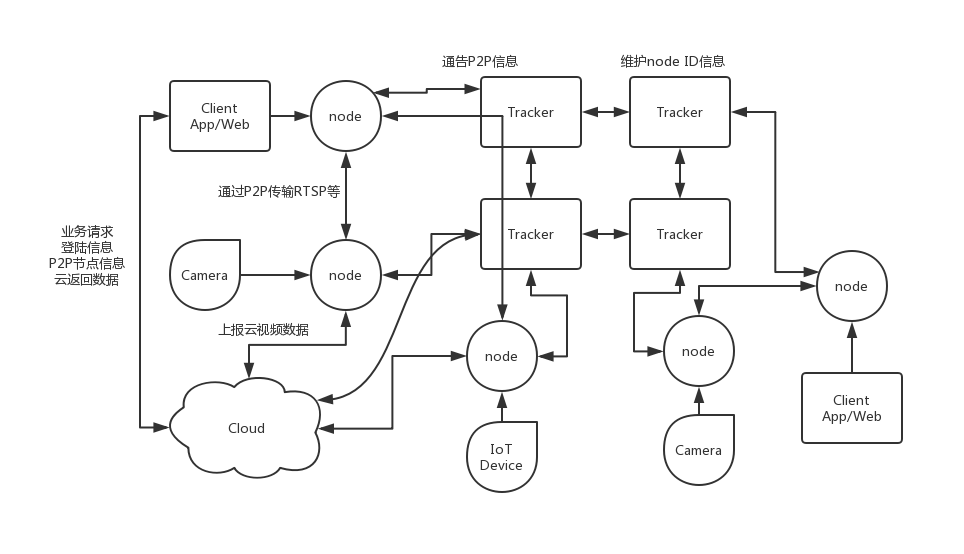 通告P2P信息
维护node ID信息
Client
App/Web
node
Tracker
Tracker
通过P2P传输RTSP等
业务请求
登陆信息
P2P节点信息
云返回数据
Camera
node
Tracker
Tracker
node
上报云视频数据
node
node
Cloud
IoT
Device
Camera
Client
App/Web